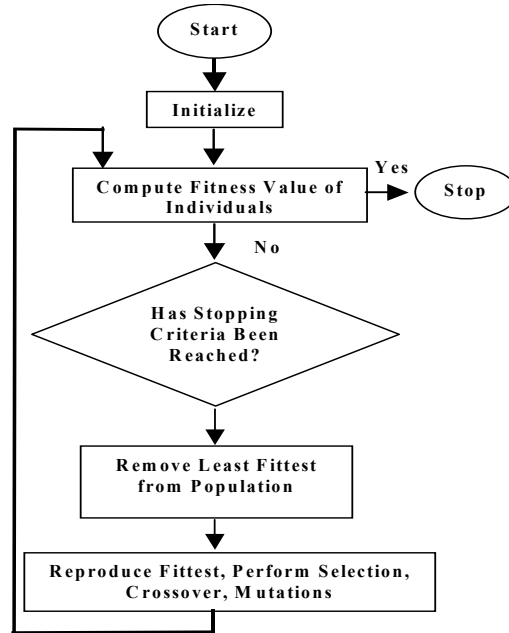 Start
Initialize
Compute Fitness Value of
Individuals
Yes
Stop
No
Has Stopping
Criteria Been
Reached?
Remove Least Fittest
from Population
Reproduce Fittest, Perform Selection,
Crossover, Mutations